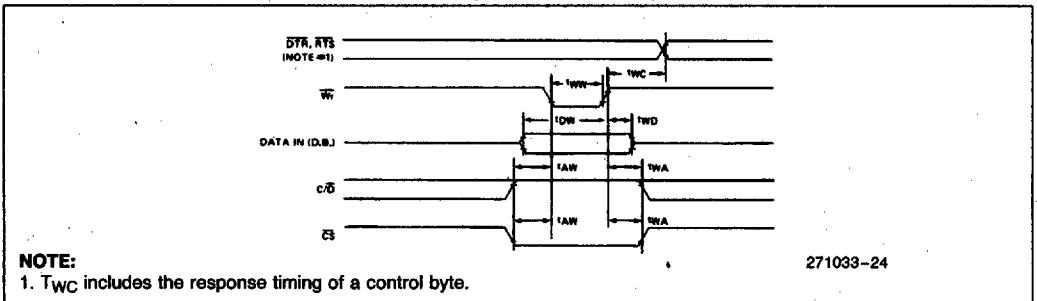 DTR, RTS
(NOTE #1)
tWC
tWW
Wr
tDW
tWD
DATA IN (D.B.)
tAW
tWA
C/D
tAW
tWA
CS
NOTE:
1. TWC includes the response timing of a control byte.
271033-24